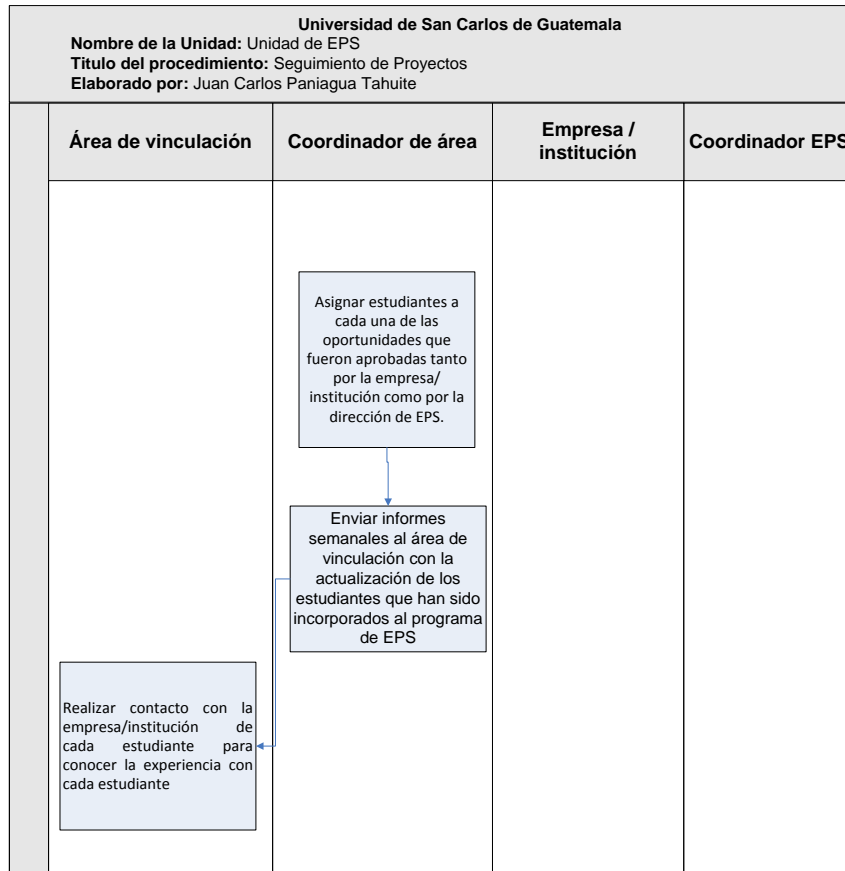 Universidad de San Carlos de Guatemala
Nombre de la Unidad: Unidad de EPS
Titulo del procedimiento: Seguimiento de Proyectos
Elaborado por: Juan Carlos Paniagua Tahuite
Área de vinculación
Coordinador de área
Empresa /
institución
Coordinador EPS
Asignar estudiantes a
cada una de las
oportunidades que
fueron aprobadas tanto
por la empresa/
institución como por la
dirección de EPS.
Enviar informes
semanales al área de
vinculación con la
actualización de los
estudiantes que han sido
incorporados al programa
de EPS
Realizar contacto con la
empresa/institución de
cada estudiante para
conocer la experiencia con
cada estudiante